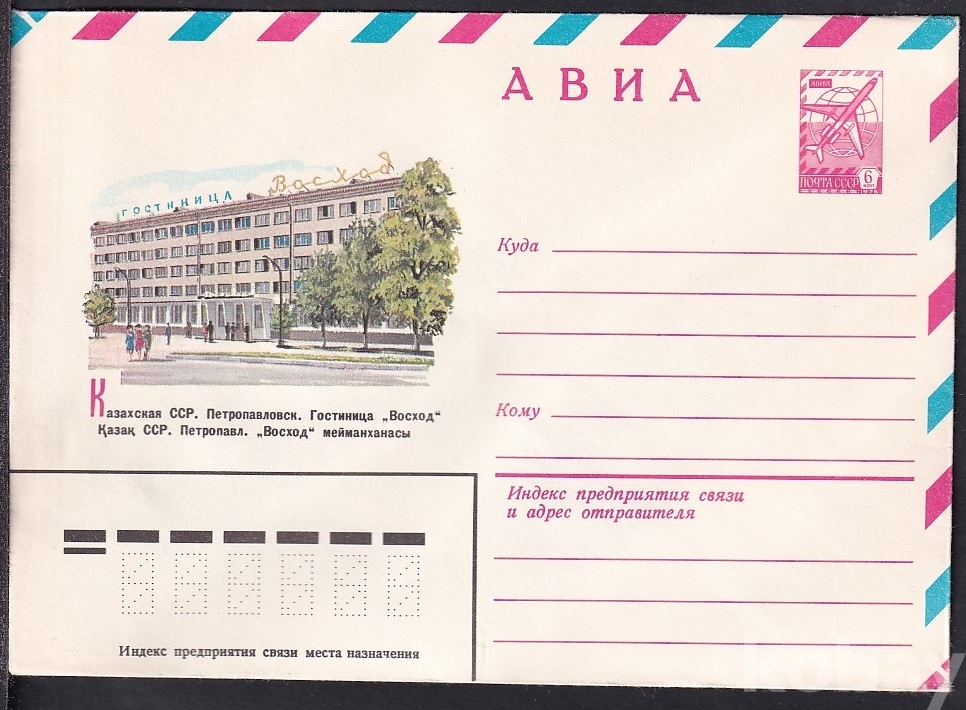 АВИА
АВИА
ПОЧТА СССР
6
КОП
ГОСТИНИЦА
Восход
Куда
Кому
Казахская ССР. Петропавловск. Гостиница „Восход“
Қазақ ССР. Петропавл. „Восход“ мейманханасы
Индекс предприятия связи
и адрес отправителя
Индекс предприятия связи места назначения
kobay